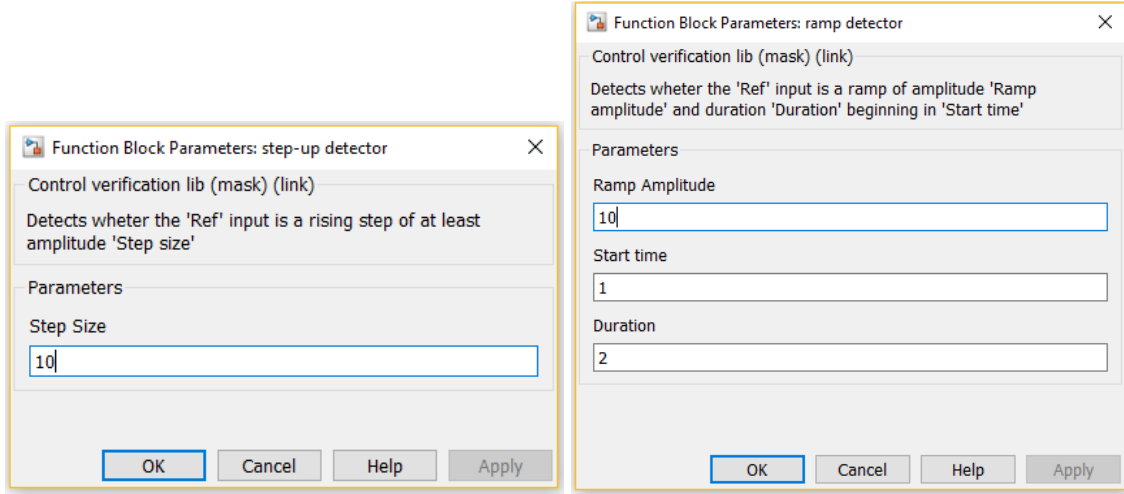 Function Block Parameters: step-up detector
Control verification lib (mask) (link)
Detects wheter the 'Ref' input is a rising step of at least
amplitude 'Step size'
Parameters
Step Size
10
OK Cancel Help Apply
Function Block Parameters: ramp detector
Control verification lib (mask) (link)
Detects wheter the 'Ref' input is a ramp of amplitude 'Ramp
amplitude' and duration 'Duration' beginning in 'Start time'
Parameters
Ramp Amplitude
10
Start time
1
Duration
2
OK Cancel Help Apply